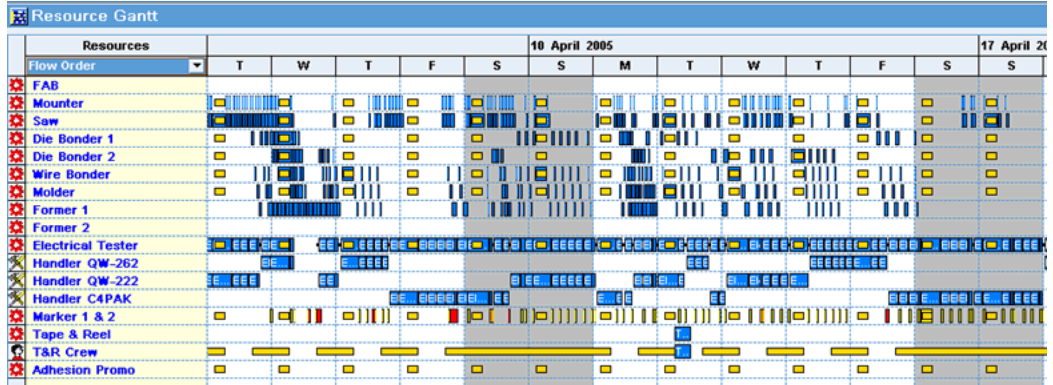 Resource Gantt
Resources
10 April 2005
17 April 20
Flow Order
T W T F S S M T W T F S S
FAB
Mounter
Saw
Die Bonder 1
Die Bonder 2
Wire Bonder
Molder
Former 1
Former 2
Electrical Tester
Handler QW-262
Handler QW-222
Handler C4PAK
Marker 1 & 2
Tape & Reel
T...
T&R Crew
T...
Adhesion Promo